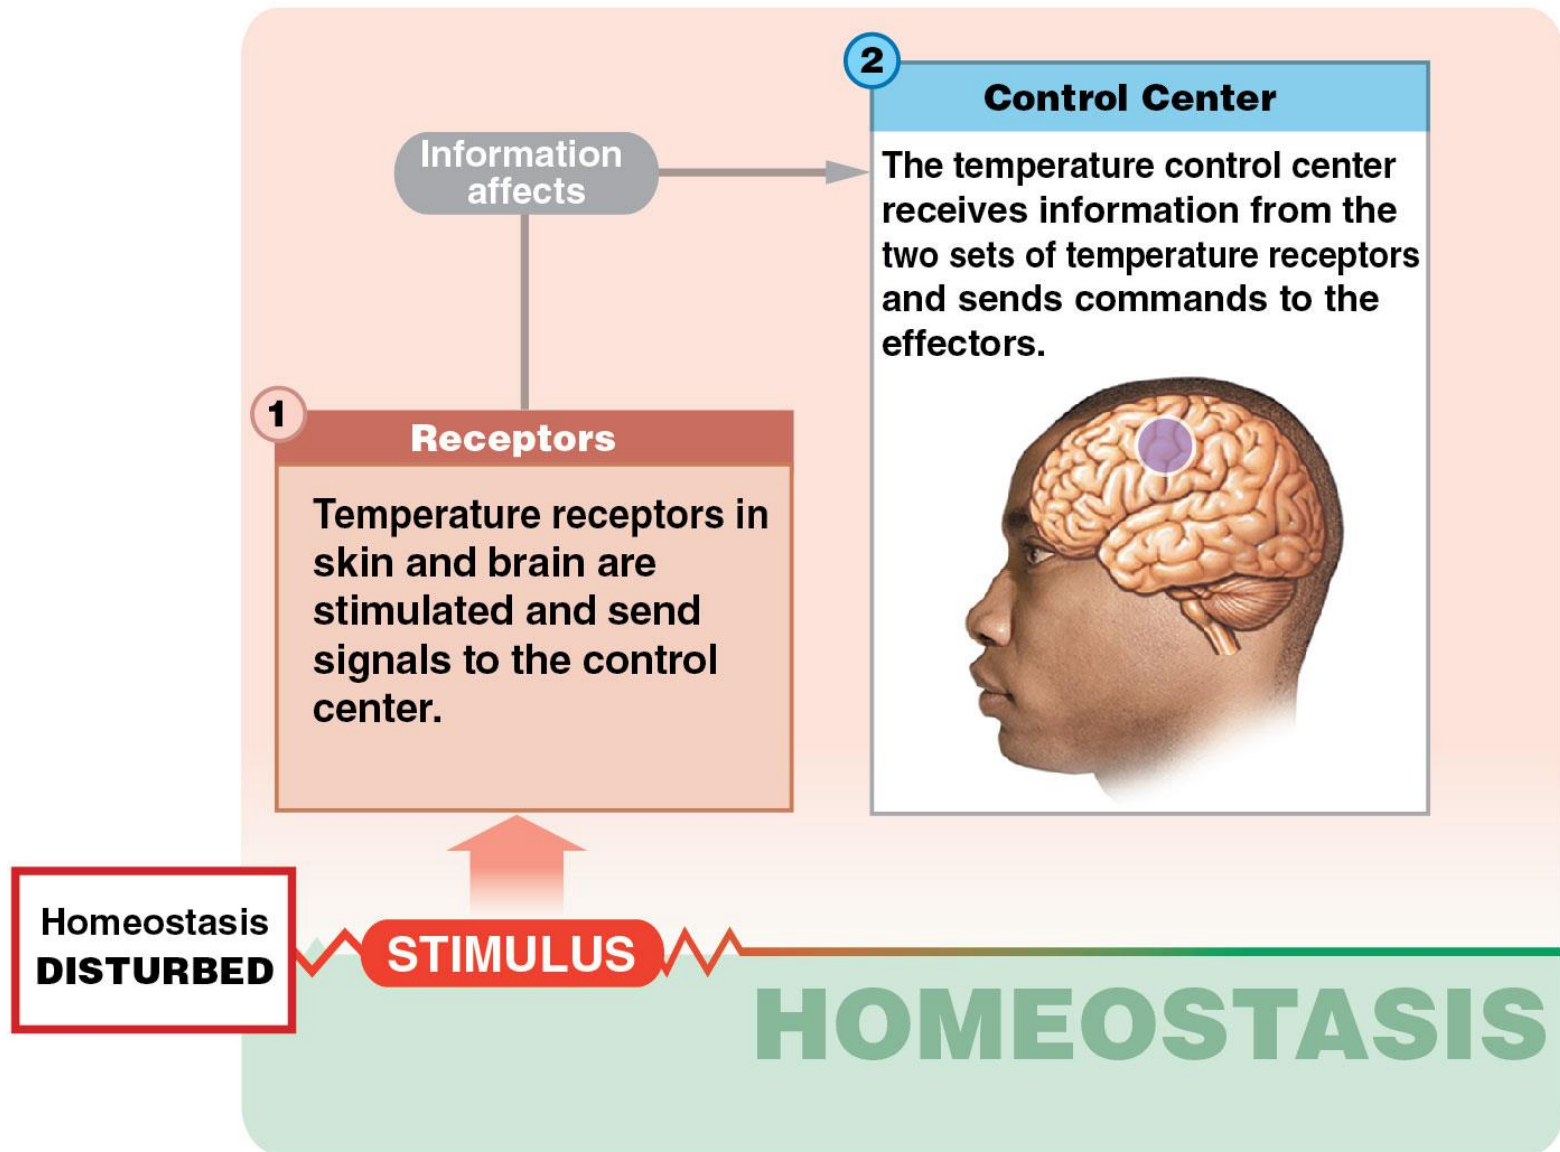 2
Control Center
The temperature control center
receives information from the
two sets of temperature receptors
and sends commands to the
effectors.
Information
affects
1
Receptors
Temperature receptors in
skin and brain are
stimulated and send
signals to the control
center.
Homeostasis
DISTURBED
STIMULUS
HOMEOSTASIS